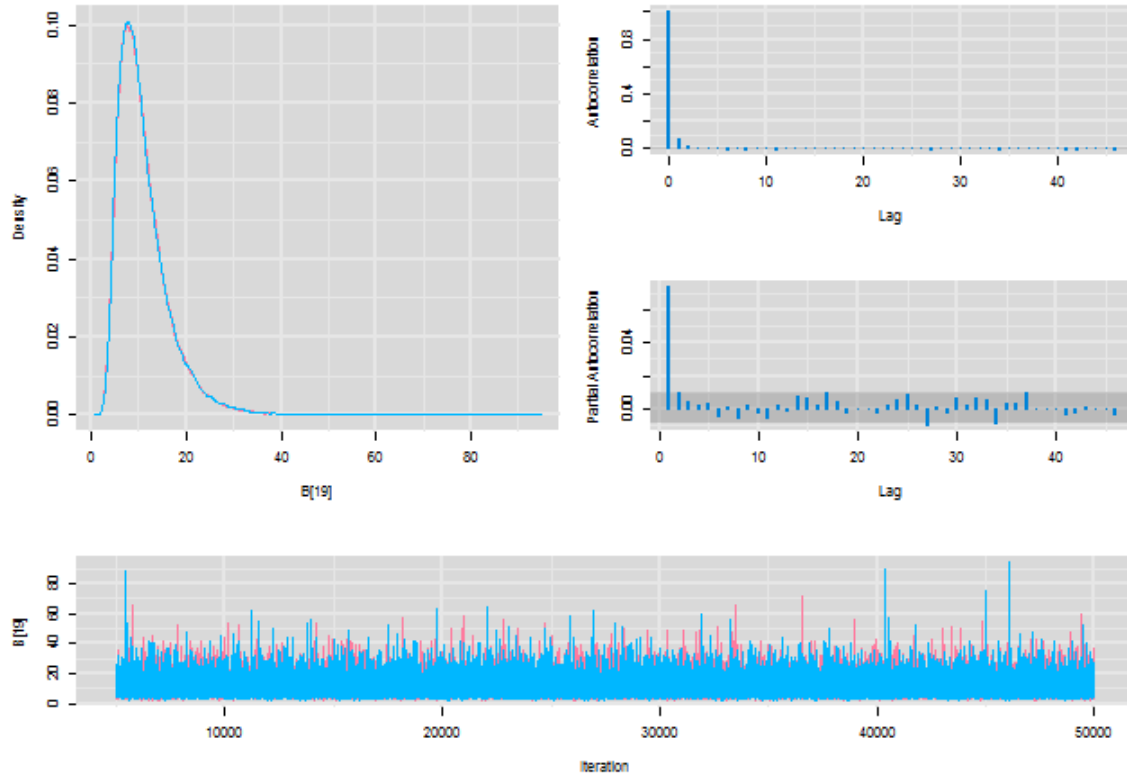 Density
0.00 0.02 0.04 0.06 0.08 0.10
0 20 40 60 80
B[19]
Autocorrelation
0.0 0.4 0.8
0 10 20 30 40
Lag
Partial Autocorrelation
0.00 0.04
0 10 20 30 40
Lag
B[19]
0 20 40 60 80
10000 20000 30000 40000 50000
Iteration